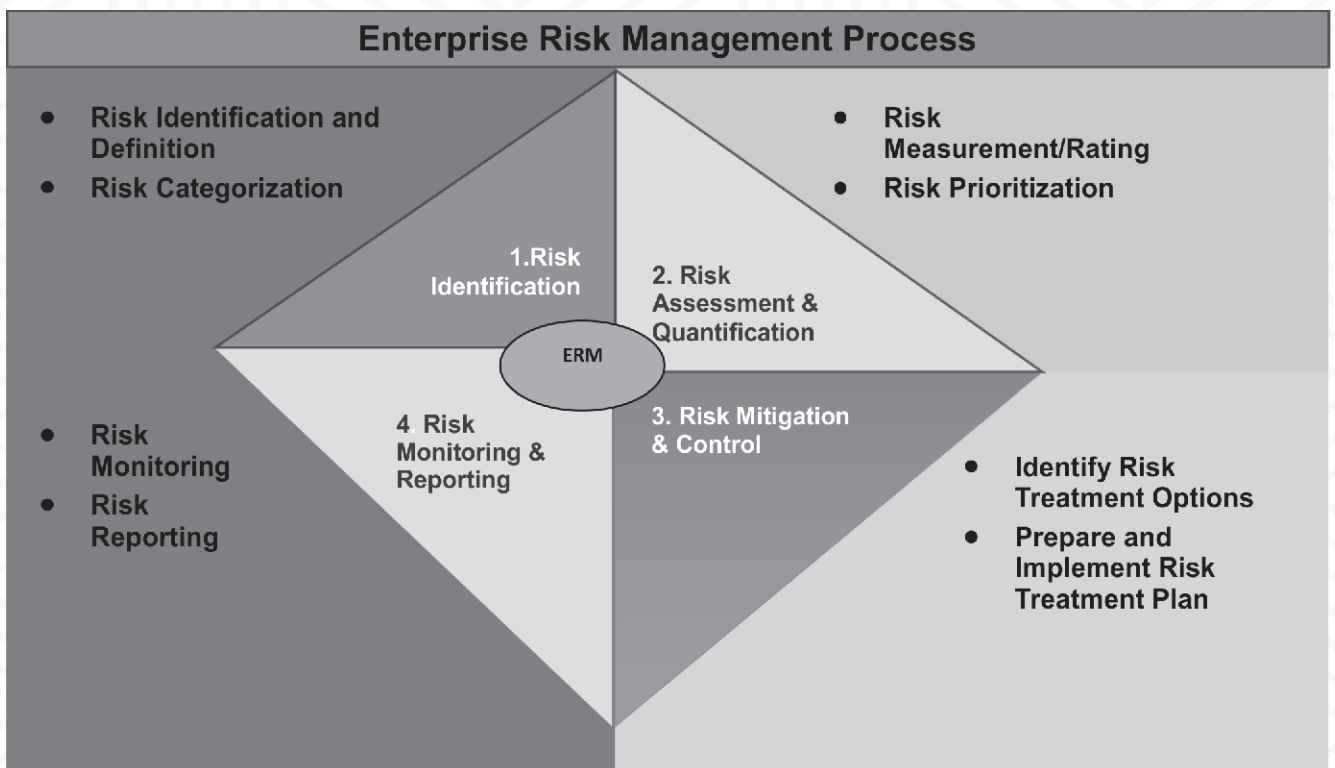 Enterprise Risk Management Process
● Risk Identification and
Definition
● Risk Categorization
● Risk
Measurement/Rating
● Risk Prioritization
1.Risk
Identification
2. Risk
Assessment &
Quantification
ERM
4. Risk
Monitoring &
Reporting
3. Risk Mitigation
& Control
● Risk
Monitoring
● Risk
Reporting
● Identify Risk
Treatment Options
● Prepare and
Implement Risk
Treatment Plan